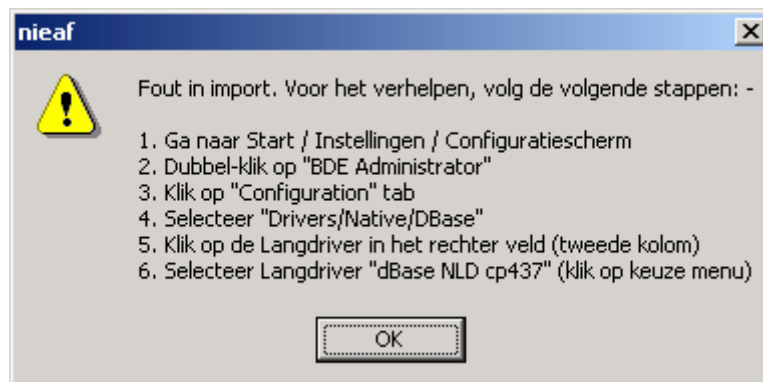 nieaf
Fout in import. Voor het verhelpen, volg de volgende stappen: -
1. Ga naar Start / Instellingen / Configuratiescherm
2. Dubbel-klik op "BDE Administrator"
3. Klik op "Configuration" tab
4. Selecteer "Drivers/Native/DBase"
5. Klik op de Langdriver in het rechter veld (tweede kolom)
6. Selecteer Langdriver "dBase NLD cp437" (klik op keuze menu)
OK